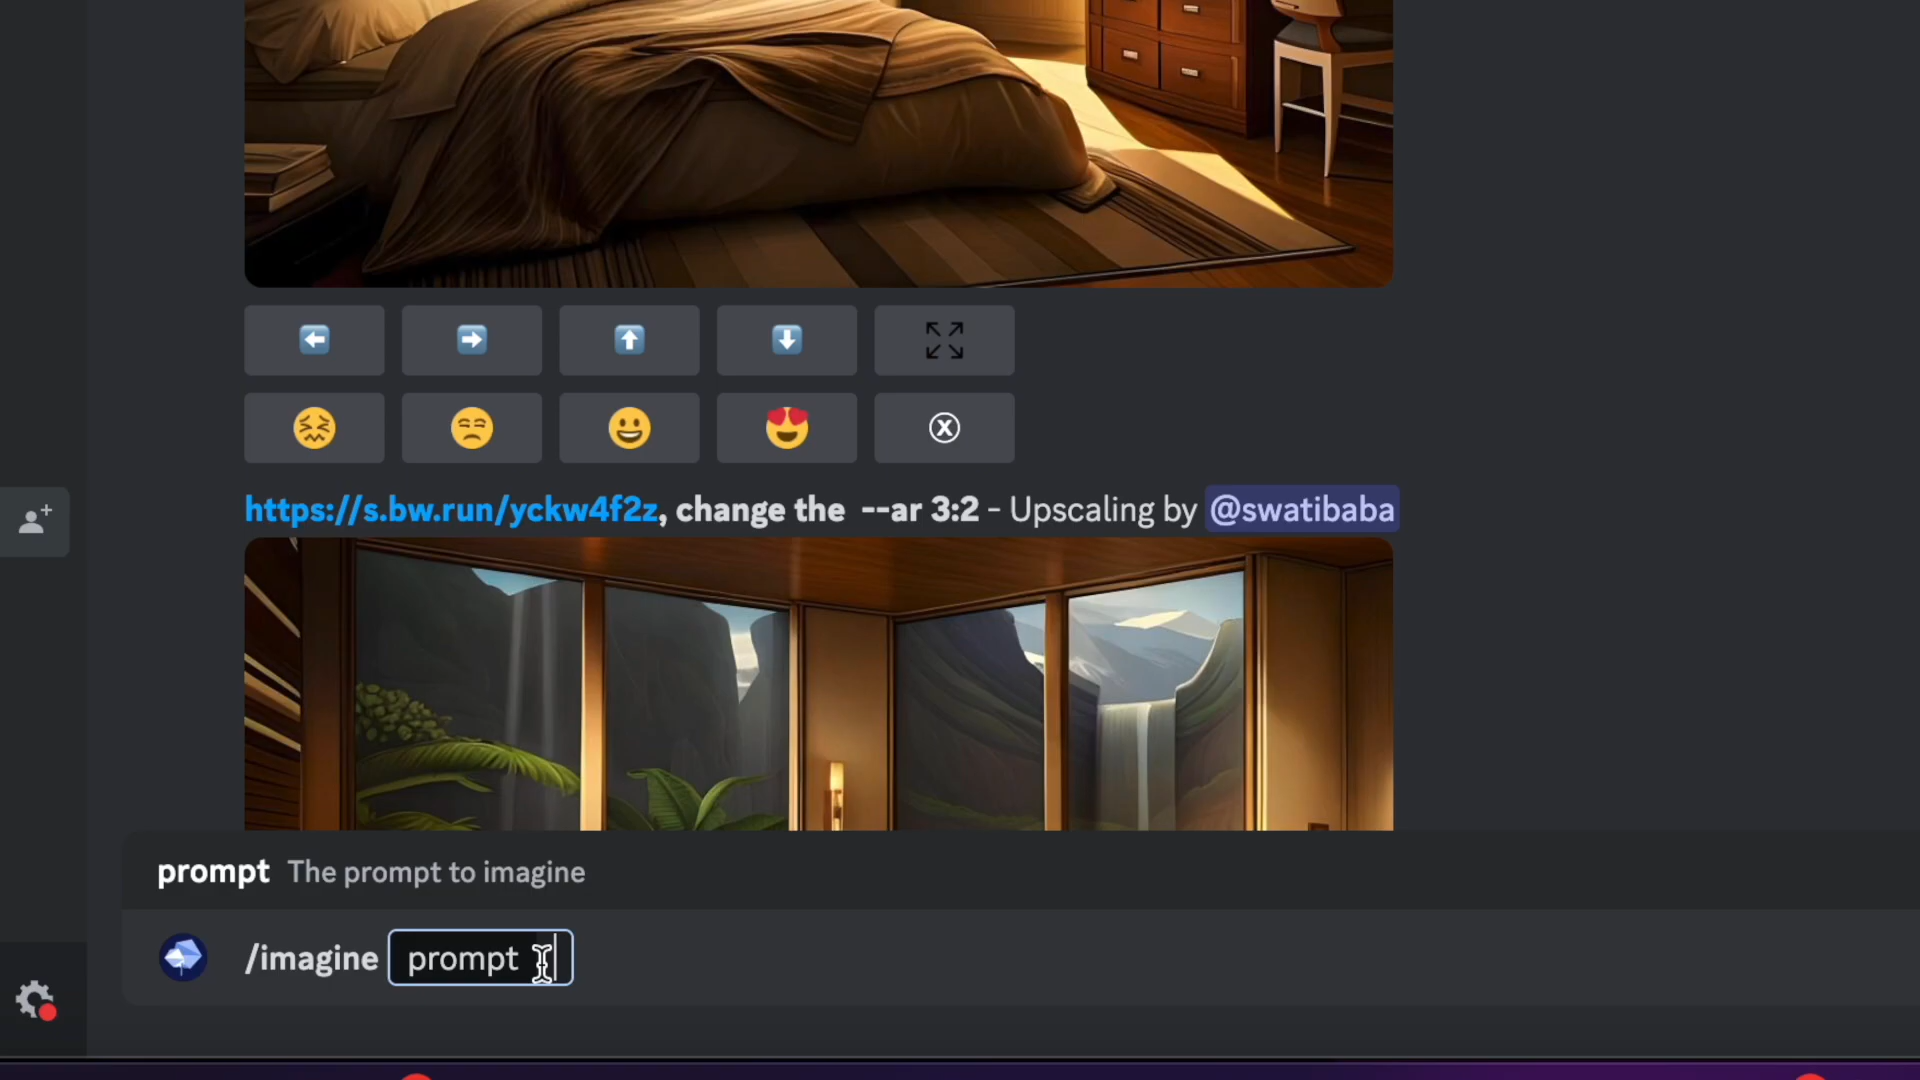 https://s.bw.run/yckw4f2z, change the --ar 3:2 - Upscaling by @swatibaba
prompt The prompt to imagine
/imagine prompt